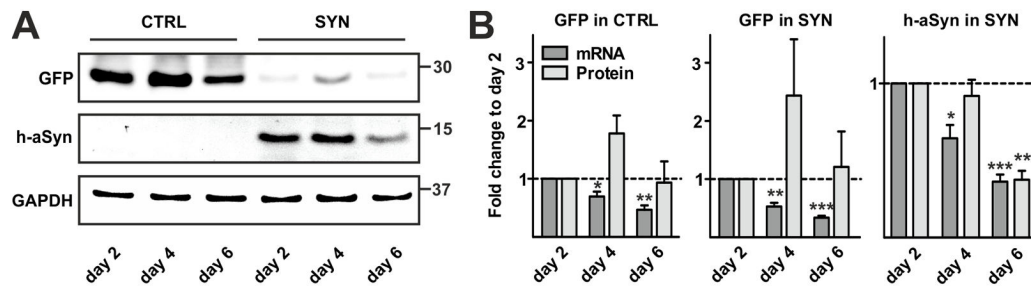 A
CTRL SYN
GFP
30
h-aSyn
15
GAPDH
37
day 2 day 4 day 6 day 2 day 4 day 6
B
Fold change to day 2
GFP in CTRL
mRNA
Protein
3
2
1
* **
day 2 day 4 day 6
GFP in SYN
3
2
1
** ***
day 2 day 4 day 6
h-aSyn in SYN
1
* *** **
day 2 day 4 day 6